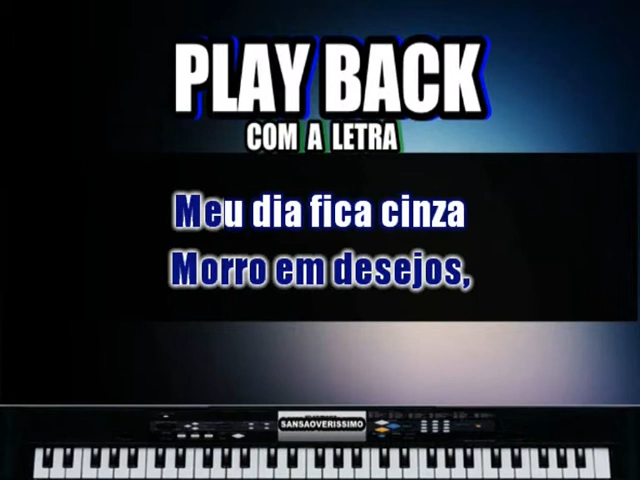 PLAY BACK
COM A LETRA
Meu dia fica cinza
Morro em desejos,
SANSAOVERISSIMO